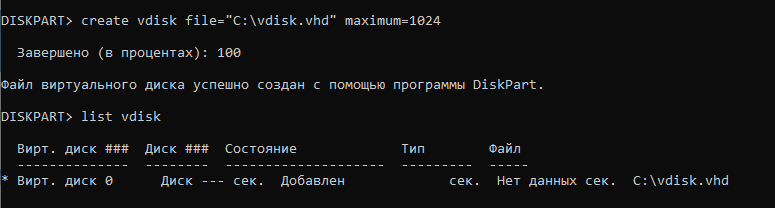 DISKPART> create vdisk file="C:\vdisk.vhd" maximum=1024
Завершено (в процентах): 100
Файл виртуального диска успешно создан с помощью программы DiskPart.
DISKPART> list vdisk
Вирт. диск ###  Диск ###  Состояние             Тип        Файл
--------------  --------  --------------------  ---------  -----
* Вирт. диск 0      Диск --- сек.  Добавлен             сек.  Нет данных сек.  C:\vdisk.vhd